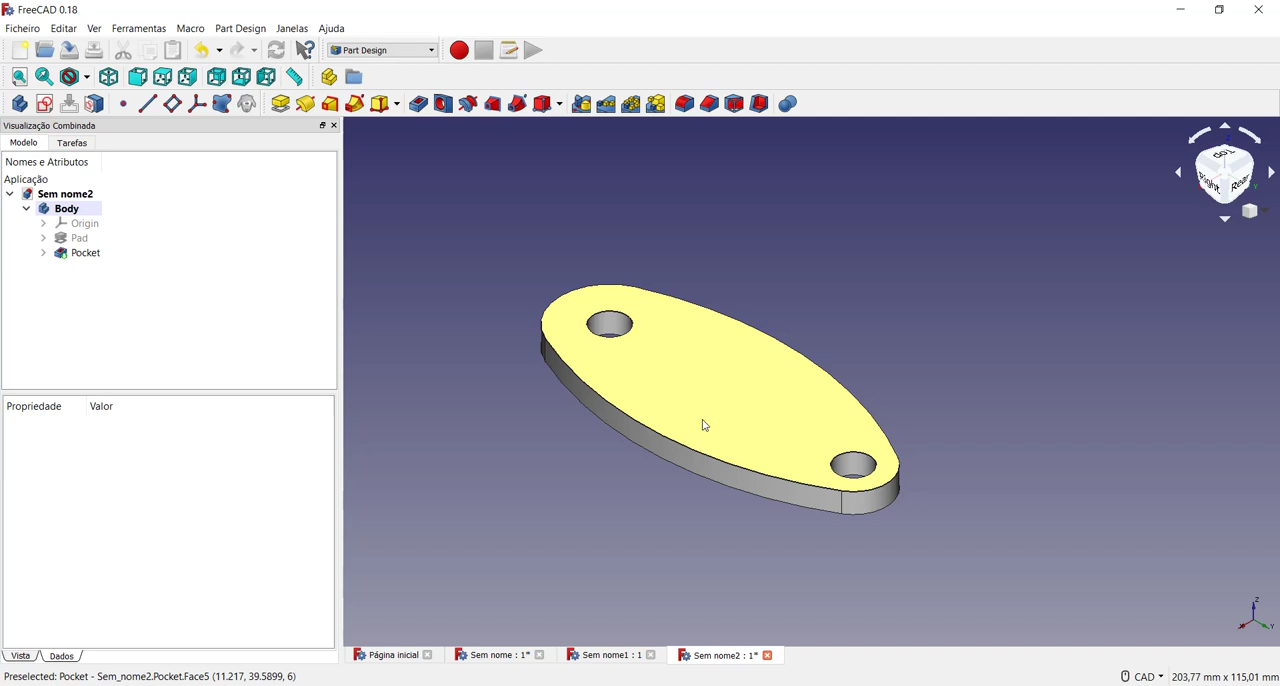 FreeCAD 0.18
Ficheiro Editar Ver Ferramentas Macro Part Design Janelas Ajuda
Part Design
Visualização Combinada
Modelo Tarefas
Nomes e Atributos
Aplicação
Sem nome2
Body
Origin
Pad
Pocket
Top
Right Rear
Propriedade Valor
Z
X Y
Vista Dados
Página inicial Sem nome : 1* Sem nome1 : 1 Sem nome2 : 1*
Preselected: Pocket - Sem_nome2.Pocket.Face5 (11.217, 39.5899, 6) CAD 203,77 mm x 115,01 mm